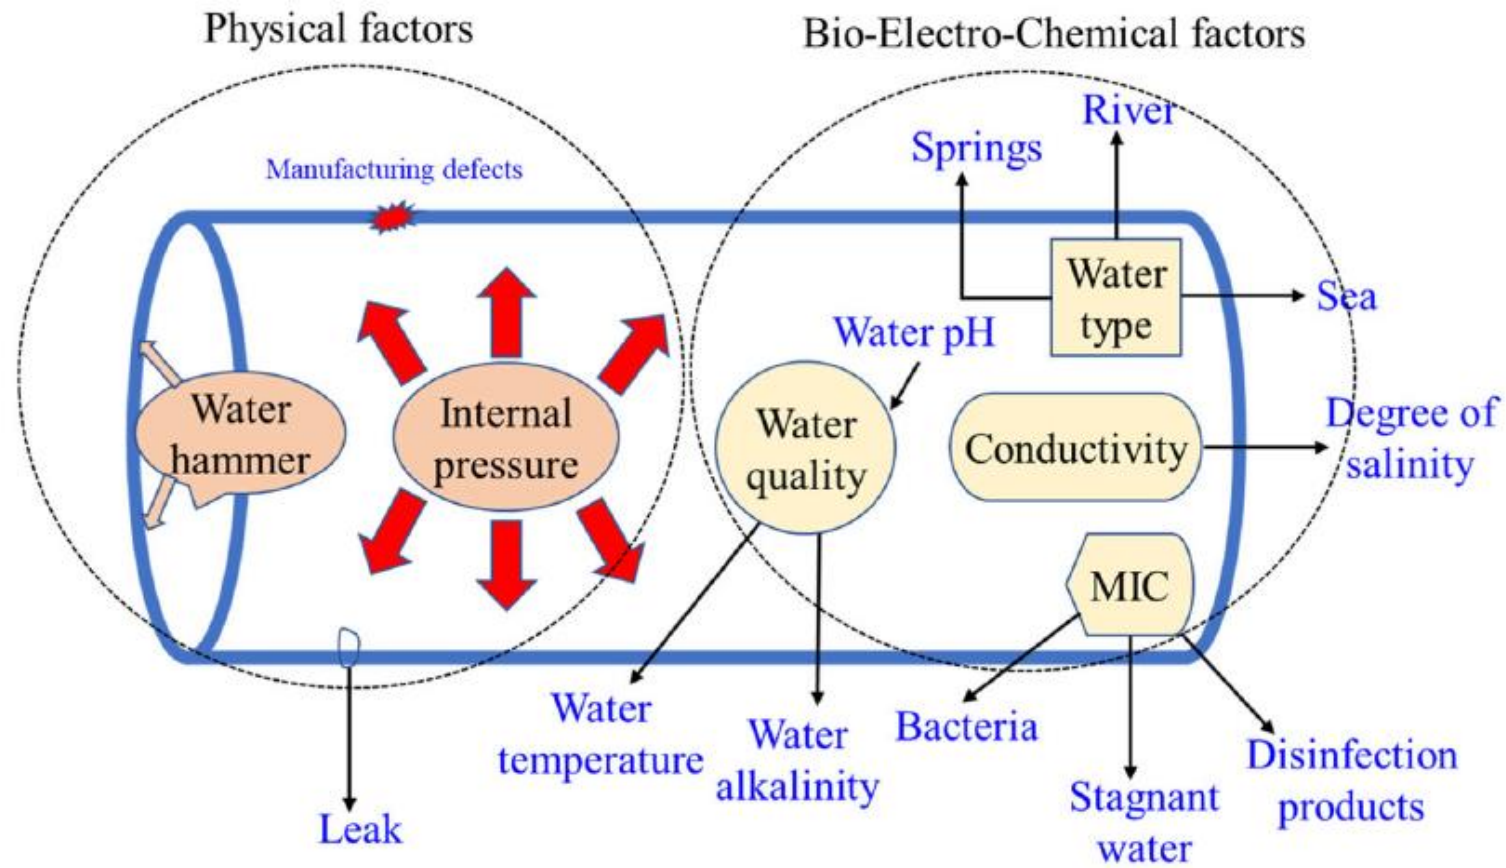 Physical factors
Bio-Electro-Chemical factors
River
Springs
Manufacturing defects
Water
type
Sea
Water pH
Water
hammer
Internal
pressure
Water
quality
Conductivity
Degree of
salinity
MIC
Water
temperature
Water
alkalinity
Bacteria
Disinfection
products
Stagnant
water
Leak